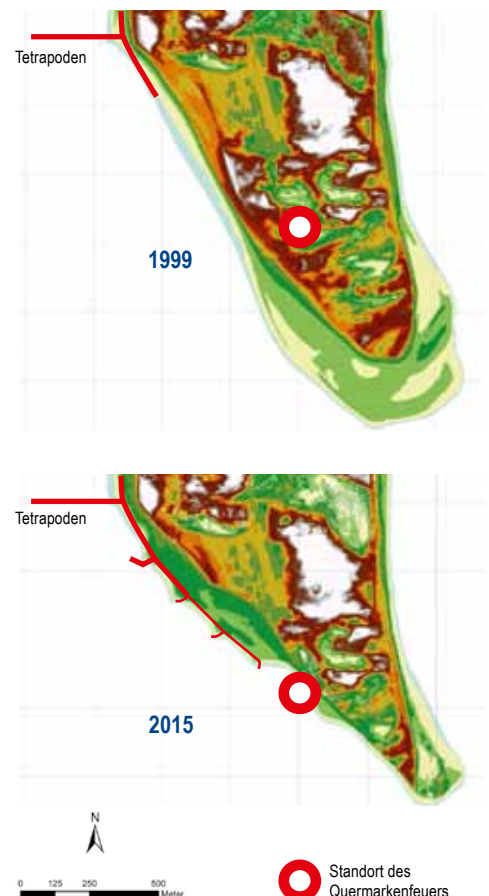 Tetrapoden
1999
Tetrapoden
2015
N
0 125 250 500
Meter
Standort des
Quermarkenfeuers